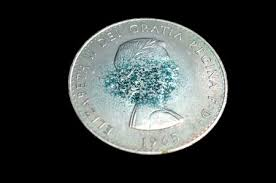 ELIZABETH II DEI GRATIA REGINA F.D.
1965